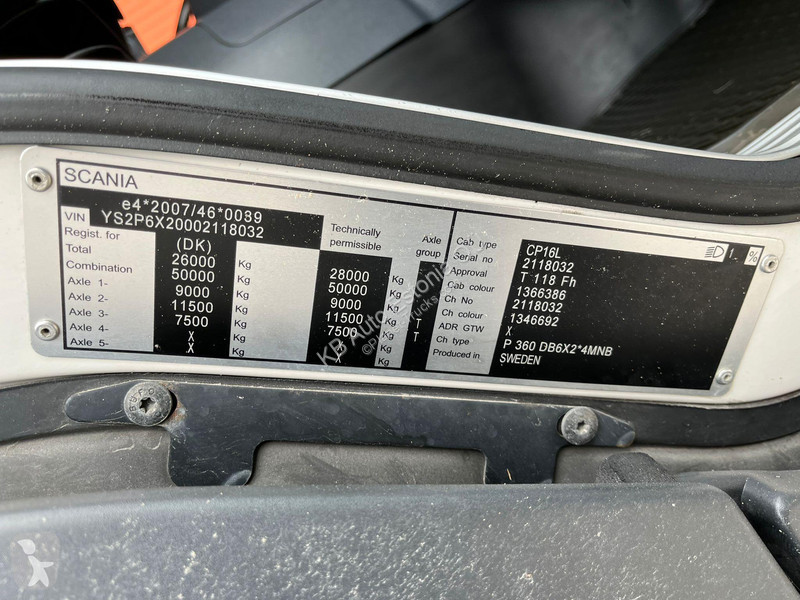 SCANIA
e4*2007/46*0039
VIN YS2P6X20002118032
Regist. for (DK) Technically permissible Axle group
Total 26000 Kg 28000 Kg
Combination 50000 Kg 50000 Kg
Axle 1- 9000 Kg 9000 Kg
Axle 2- 11500 Kg 11500 Kg T
Axle 3- 7500 Kg 7500 Kg T
Axle 4- X Kg Kg
Axle 5- X Kg Kg
Cab type CP16L 1. %
Serial no 2118032
Approval T 118 Fh
Cab colour 1366386
Ch No 2118032
Ch colour 1346692
ADR GTW X
Ch type P 360 DB6X2*4MNB
Produced in SWEDEN
KB Auto